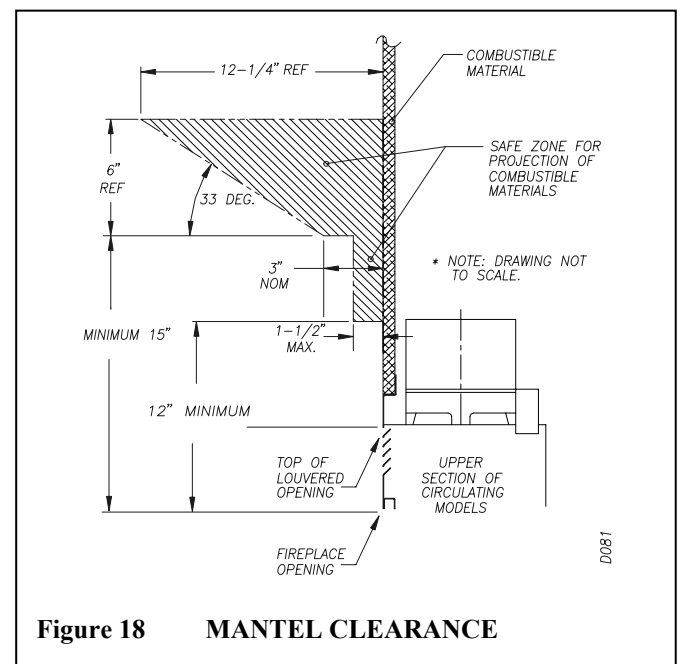 12-1/4" REF
COMBUSTIBLE
MATERIAL
6"
REF
33 DEG.
SAFE ZONE FOR
PROJECTION OF
COMBUSTIBLE
MATERIALS
3"
NOM
* NOTE: DRAWING NOT
TO SCALE.
MINIMUM 15"
1-1/2"
MAX.
12" MINIMUM
TOP OF
LOUVERED
OPENING
UPPER
SECTION OF
CIRCULATING
MODELS
FIREPLACE
OPENING
D081
Figure 18 MANTEL CLEARANCE